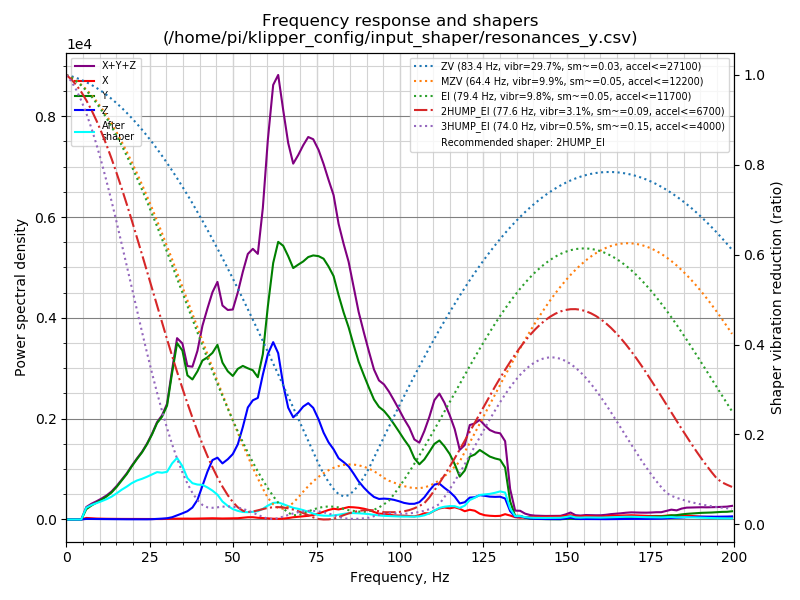 Frequency response and shapers
(/home/pi/klipper_config/input_shaper/resonances_y.csv)
1e4
X+Y+Z
X
Y
Z
After
shaper
ZV (83.4 Hz, vibr=29.7%, sm~=0.03, accel<=27100)
MZV (64.4 Hz, vibr=9.9%, sm~=0.05, accel<=12200)
EI (79.4 Hz, vibr=9.8%, sm~=0.05, accel<=11700)
2HUMP_EI (77.6 Hz, vibr=3.1%, sm~=0.09, accel<=6700)
3HUMP_EI (74.0 Hz, vibr=0.5%, sm~=0.15, accel<=4000)
Recommended shaper: 2HUMP_EI
Power spectral density
0.8
0.6
0.4
0.2
0.0
1.0
0.8
0.6
0.4
0.2
0.0
Shaper vibration reduction (ratio)
0 25 50 75 100 125 150 175 200
Frequency, Hz